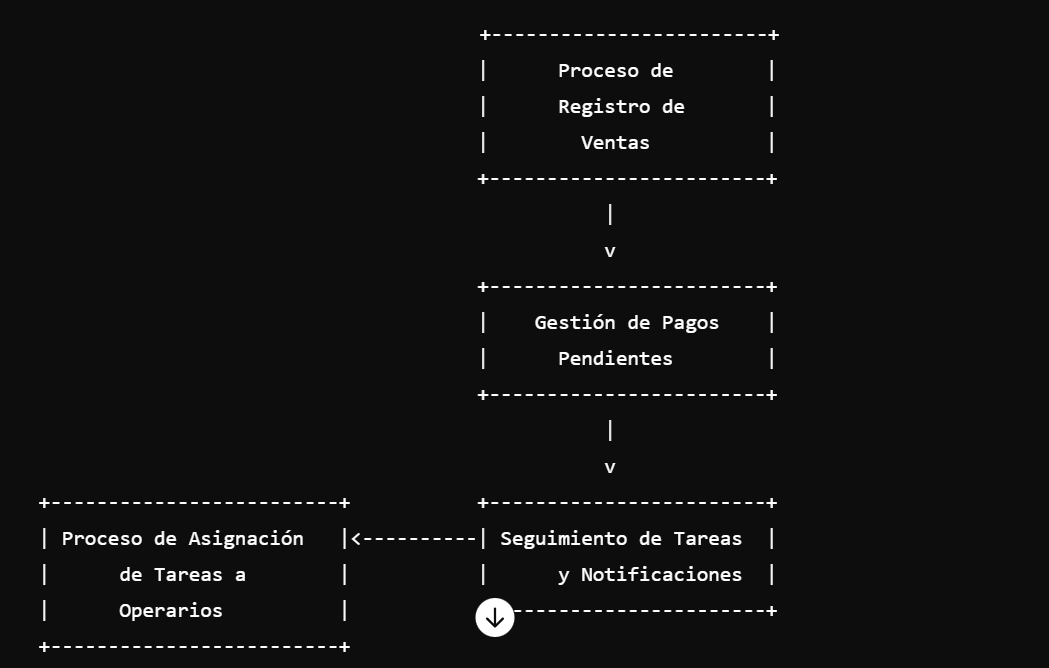 +------------------------+
|      Proceso de        |
|      Registro de       |
|        Ventas          |
+------------------------+
|
v
+------------------------+
|    Gestión de Pagos    |
|      Pendientes        |
+------------------------+
|
v
+-------------------------+           +------------------------+
| Proceso de Asignación   |<----------| Seguimiento de Tareas  |
|      de Tareas a        |           |      y Notificaciones  |
|      Operarios          |           -----------------------+
+-------------------------+